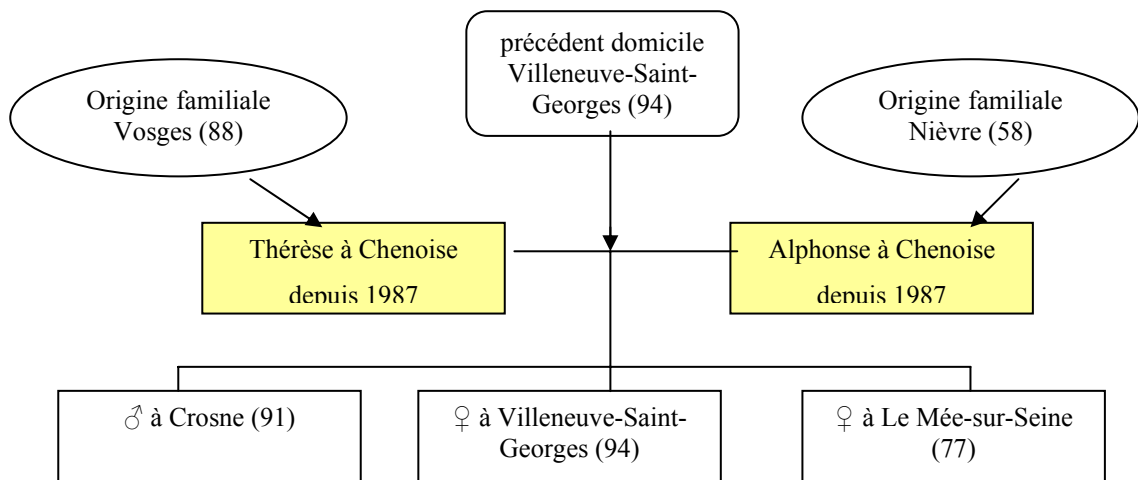 précédent domicile
Villeneuve-Saint-
Georges (94)
Origine familiale
Vosges (88)
Origine familiale
Nièvre (58)
Thérèse à Chenoise
depuis 1987
Alphonse à Chenoise
depuis 1987
♂ à Crosne (91)
♀ à Villeneuve-Saint-
Georges (94)
♀ à Le Mée-sur-Seine
(77)